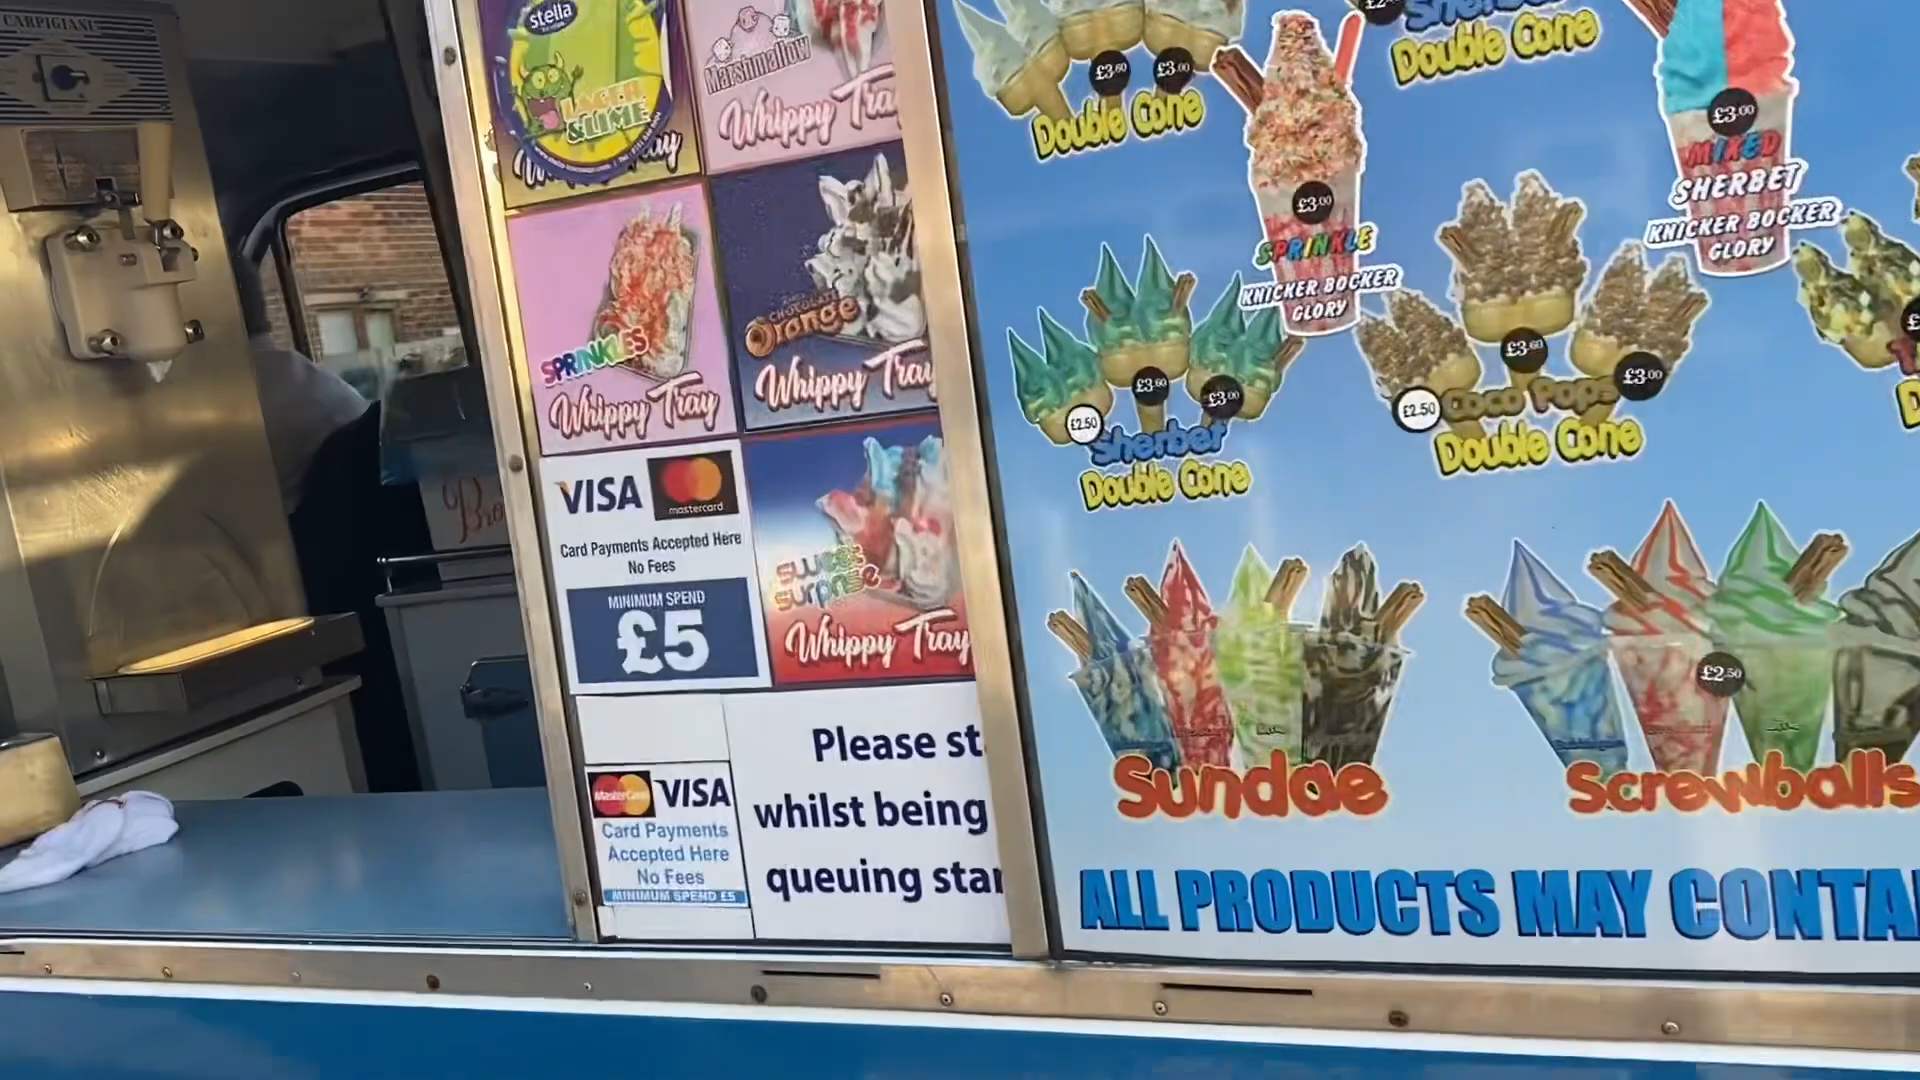 CARPIGIANI
stella
LAGER
& LIME
Marshmallow
Whippy Tra
SPRINKLES
Whippy Tray
CHOCOLATE
Orange
Whippy Tray
VISA
mastercard
Card Payments Accepted Here
No Fees
MINIMUM SPEND
£5
sweet
surprise
Whippy Tray
MasterCard
VISA
Card Payments
Accepted Here
No Fees
MINIMUM SPEND £5
Please st
whilst being
queuing star
Bro
£3.60
£3.00
Double Cone
Sherbet
Double Cone
£3.00
SPRINKLE
KNICKER BOCKER
GLORY
£3.00
MIXED
SHERBET
KNICKER BOCKER
GLORY
£2.50
£3.60
£3.00
Sherbet
Double Cone
£2.50
£3.60
£3.00
Coco Pops
Double Cone
Sundae
£2.50
Screwballs
ALL PRODUCTS MAY CONTA